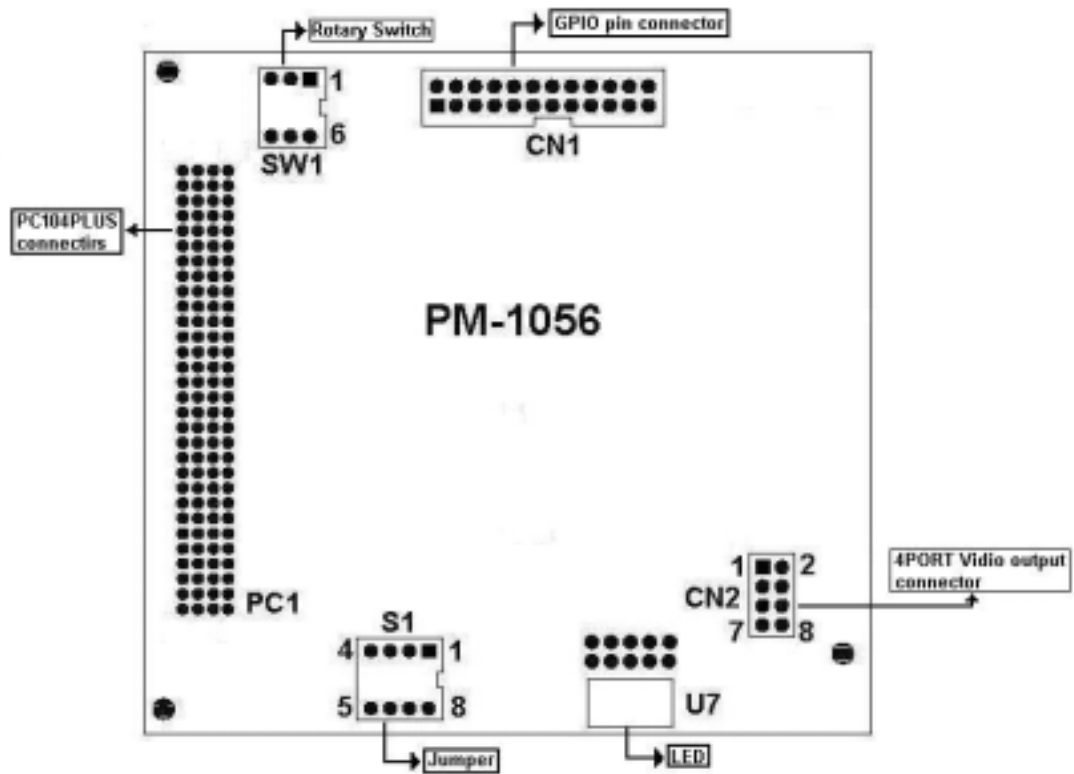 Rotary Switch
GPIO pin connector
1
6
SW1
CN1
PC104PLUS
connectirs
PM-1056
4PORT Vidio output
connector
1 2
CN2
7 8
PC1
S1
4 1
5 8
U7
Jumper
LED